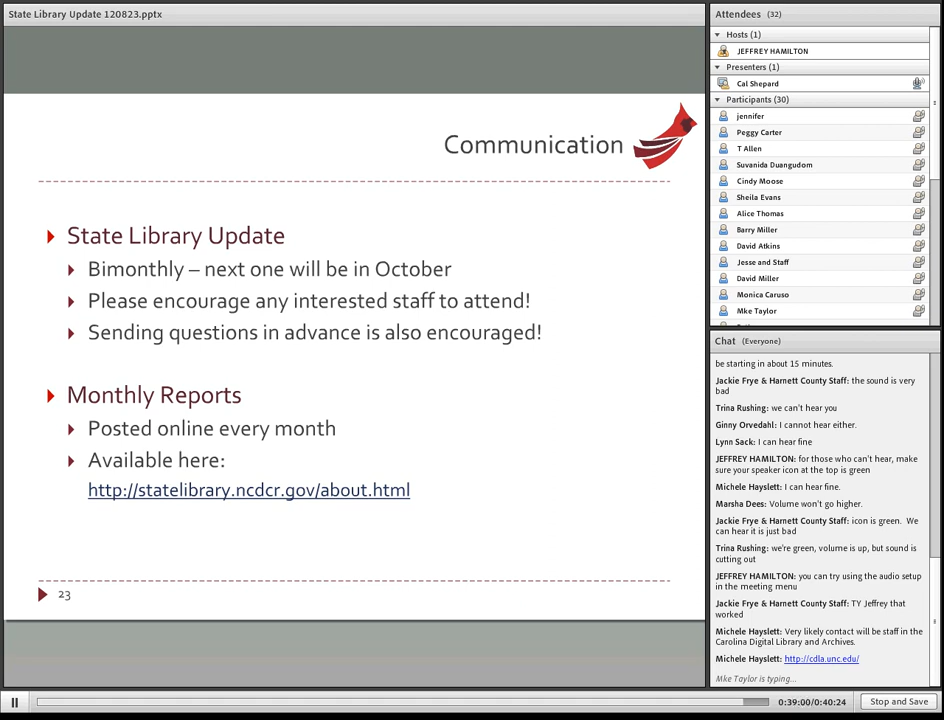 State Library Update 120823.pptx
Communication
State Library Update
Bimonthly – next one will be in October
Please encourage any interested staff to attend!
Sending questions in advance is also encouraged!
Monthly Reports
Posted online every month
Available here:
http://statelibrary.ncdcr.gov/about.html
23
Attendees (32)
Hosts (1)
JEFFREY HAMILTON
Presenters (1)
Cal Shepard
Participants (30)
jennifer
Peggy Carter
T Allen
Suvanida Duangudom
Cindy Moose
Sheila Evans
Alice Thomas
Barry Miller
David Atkins
Jesse and Staff
David Miller
Monica Caruso
Mke Taylor
Chat (Everyone)
be starting in about 15 minutes.
Jackie Frye & Harnett County Staff: the sound is very
bad
Trina Rushing: we can't hear you
Ginny Orvedahl: I cannot hear either.
Lynn Sack: I can hear fine
JEFFREY HAMILTON: for those who can't hear, make
sure your speaker icon at the top is green
Michele Hayslett: I can hear fine.
Marsha Dees: Volume won't go higher.
Jackie Frye & Harnett County Staff: icon is green. We
can hear it is just bad
Trina Rushing: we're green, volume is up, but sound is
cutting out
JEFFREY HAMILTON: you can try using the audio setup
in the meeting menu
Jackie Frye & Harnett County Staff: TY Jeffrey that
worked
Michele Hayslett: Very likely contact will be staff in the
Carolina Digital Library and Archives.
Michele Hayslett: http://cdla.unc.edu/
Mke Taylor is typing...
0:39:00/0:40:24
Stop and Save